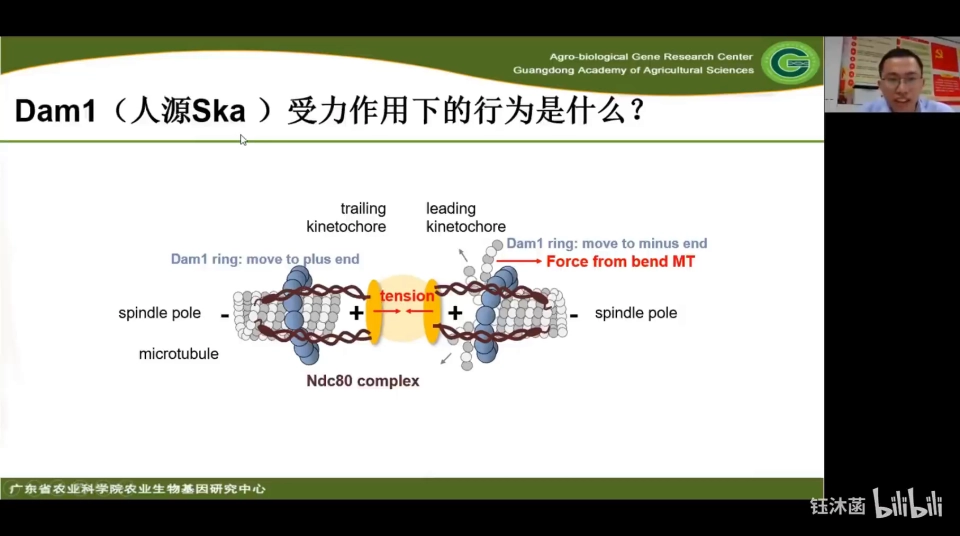 Agro-biological Gene Research Center
Guangdong Academy of Agricultural Sciences
Dam1（人源Ska ）受力作用下的行为是什么？
trailing
kinetochore
leading
kinetochore
Dam1 ring: move to plus end
Dam1 ring: move to minus end
Force from bend MT
tension
spindle pole
-
+
+
-
spindle pole
microtubule
Ndc80 complex
广东省农业科学院农业生物基因研究中心
钰沐菡 bilibili